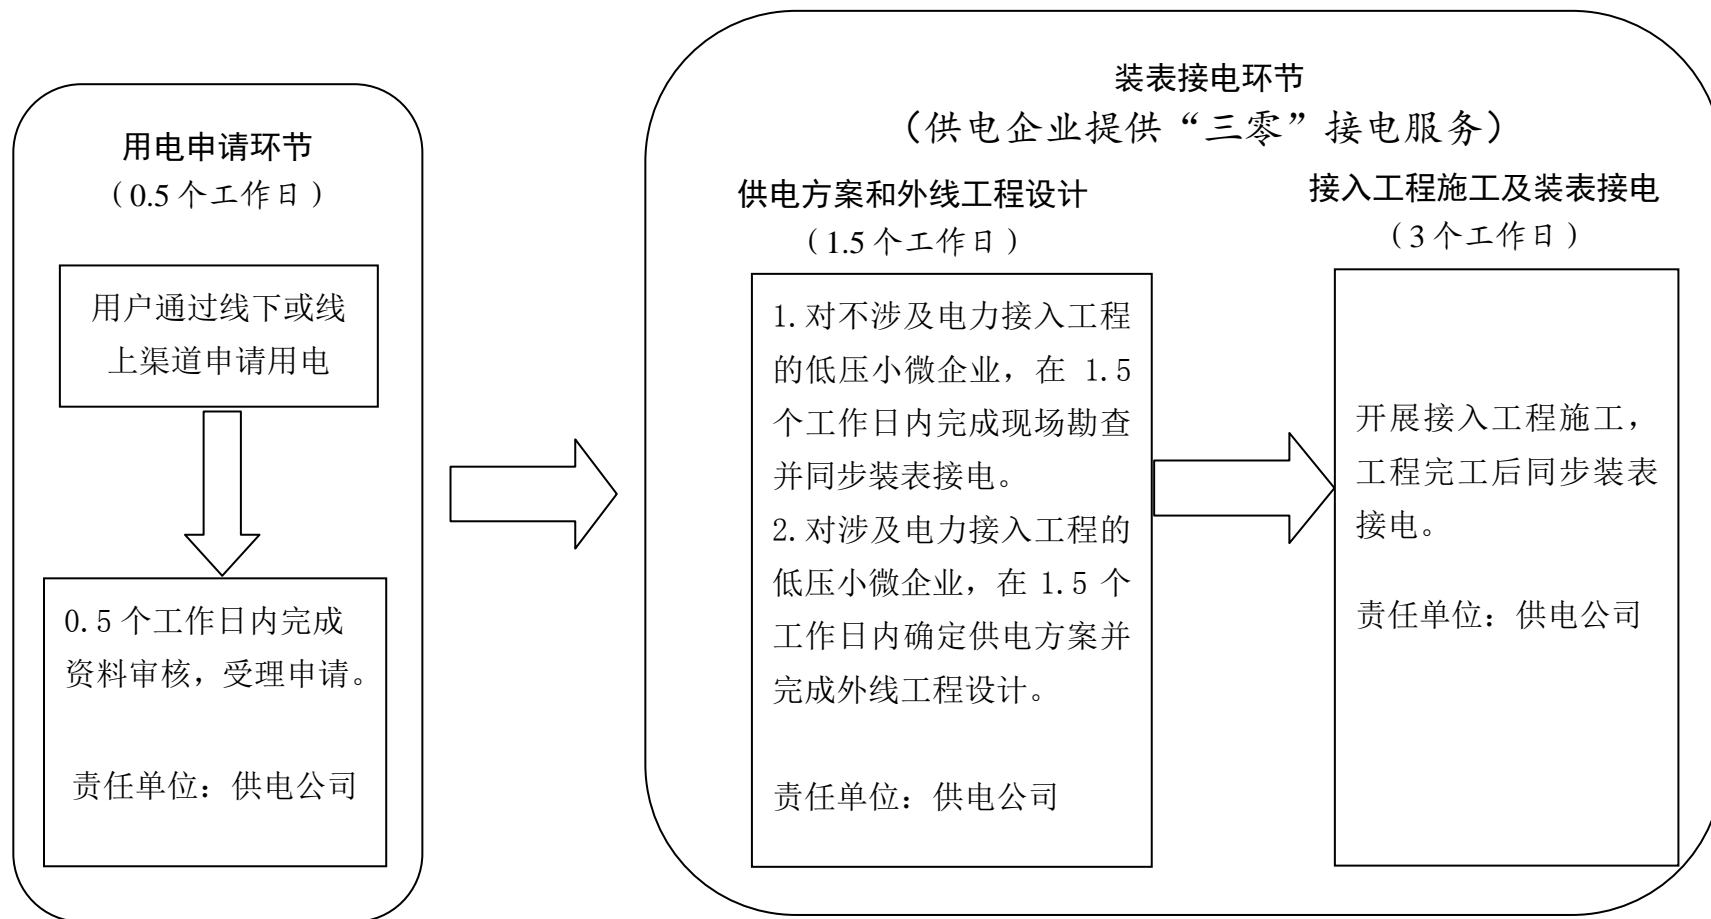 用电申请环节
（0.5 个工作日）
用户通过线下或线
上渠道申请用电
0.5 个工作日内完成
资料审核，受理申请。
责任单位：供电公司
装表接电环节
（供电企业提供“三零”接电服务）
供电方案和外线工程设计
（1.5 个工作日）
1.对不涉及电力接入工程
的低压小微企业，在 1.5
个工作日内完成现场勘查
并同步装表接电。
2.对涉及电力接入工程的
低压小微企业，在 1.5 个
工作日内确定供电方案并
完成外线工程设计。
责任单位：供电公司
接入工程施工及装表接电
（3 个工作日）
开展接入工程施工，
工程完工后同步装表
接电。
责任单位：供电公司